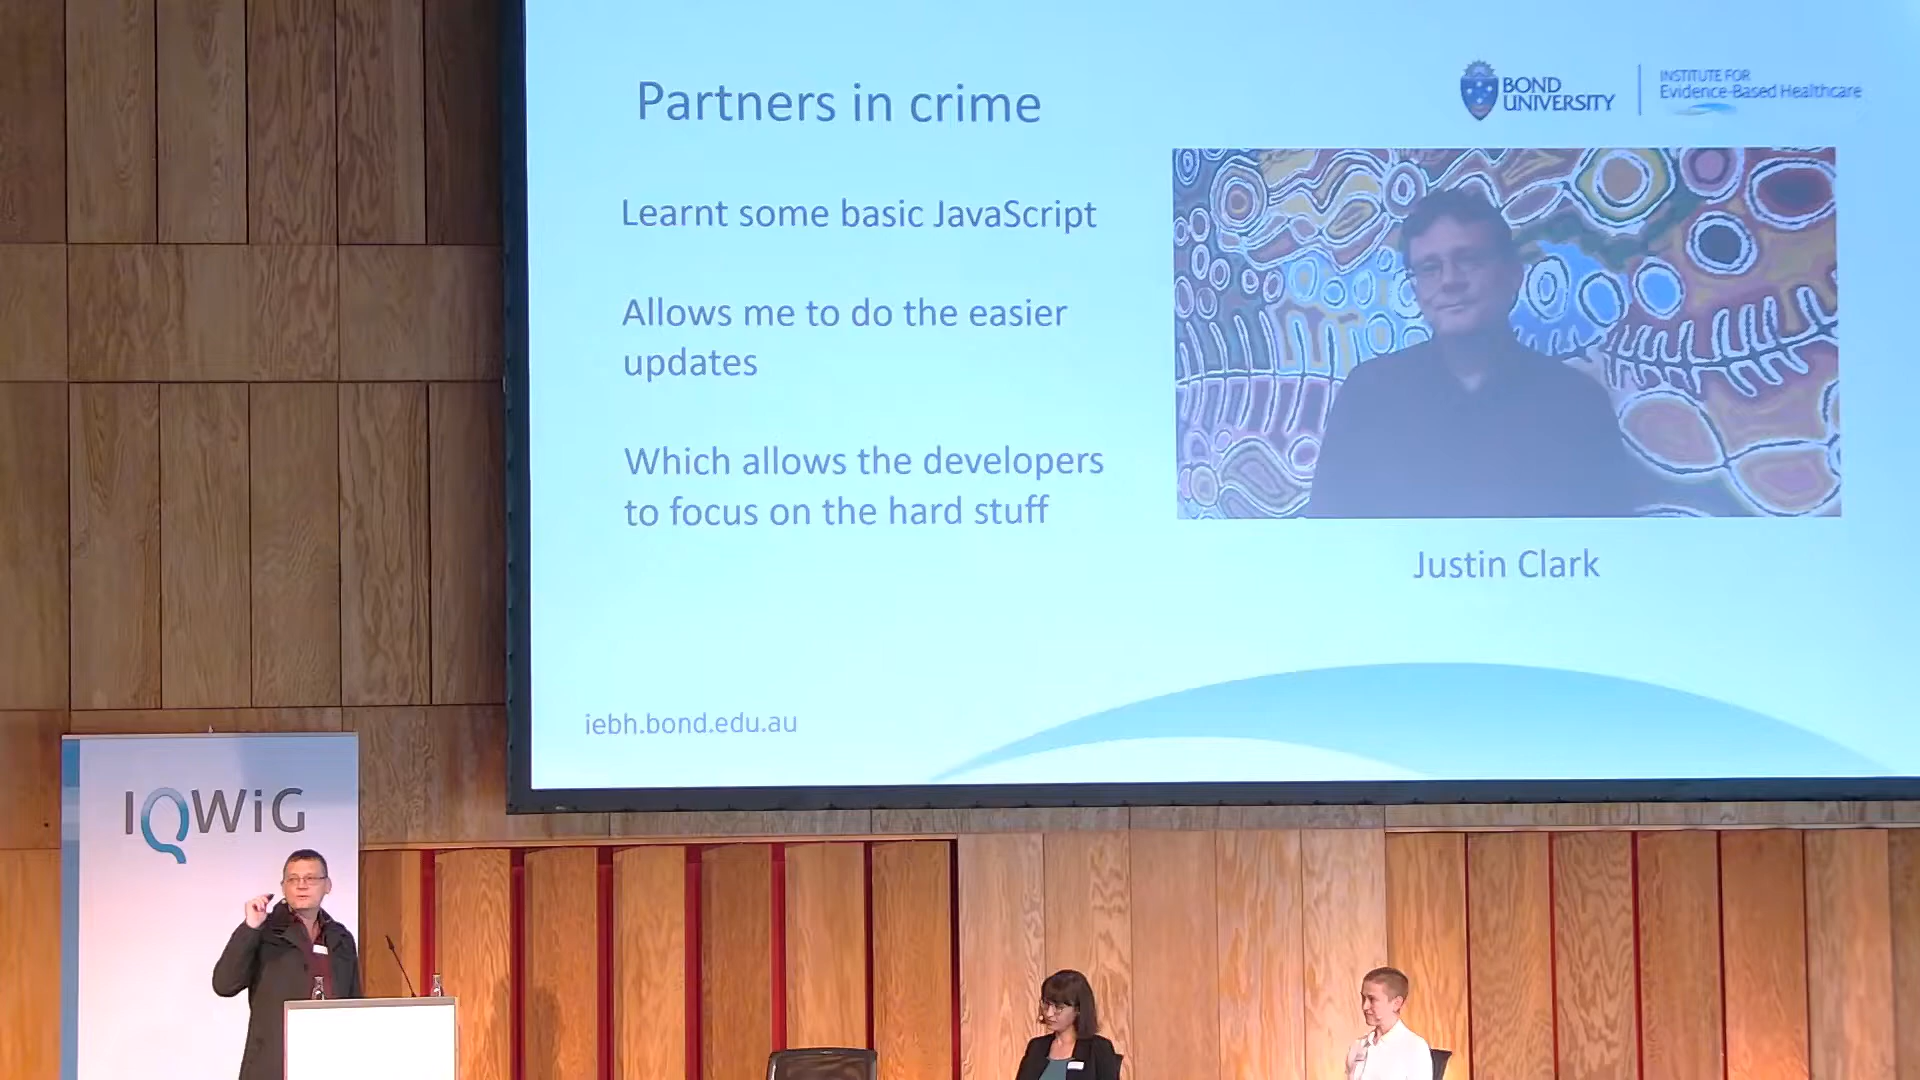 Partners in crime
BOND
UNIVERSITY
INSTITUTE FOR
Evidence-Based Healthcare
Learnt some basic JavaScript
Allows me to do the easier
updates
Which allows the developers
to focus on the hard stuff
Justin Clark
iebh.bond.edu.au
IQWiG